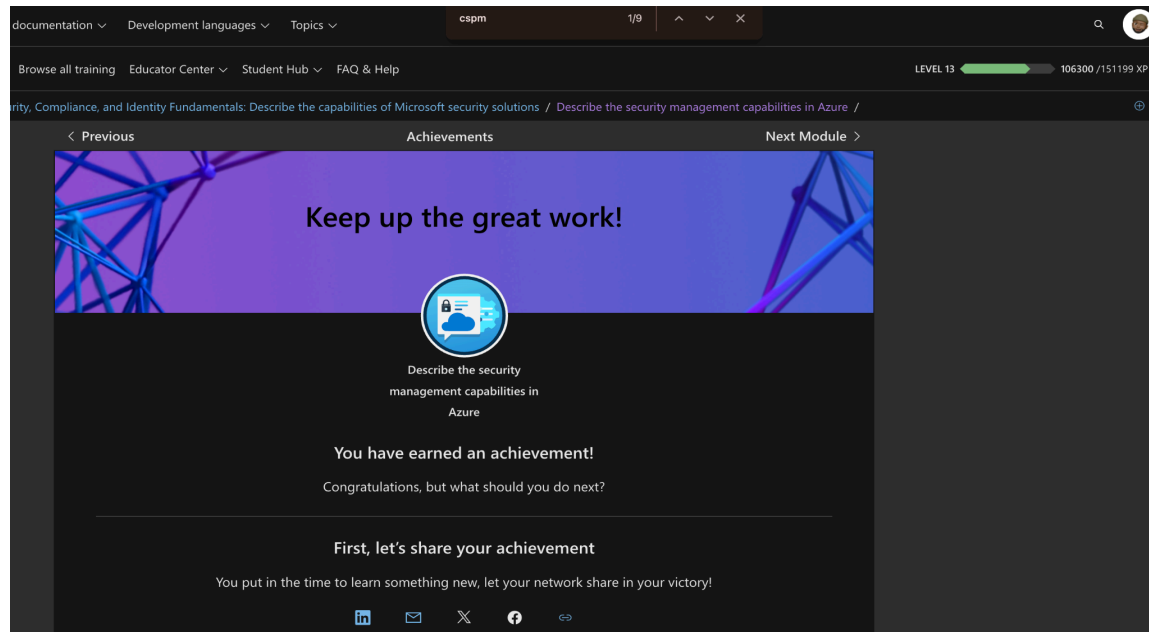 documentation Development languages Topics
cspm 1/9
Browse all training Educator Center Student Hub FAQ & Help
LEVEL 13 106300 /151199 XP
rity, Compliance, and Identity Fundamentals: Describe the capabilities of Microsoft security solutions / Describe the security management capabilities in Azure /
< Previous Achievements Next Module >
Keep up the great work!
Describe the security
management capabilities in
Azure
You have earned an achievement!
Congratulations, but what should you do next?
First, let's share your achievement
You put in the time to learn something new, let your network share in your victory!
in